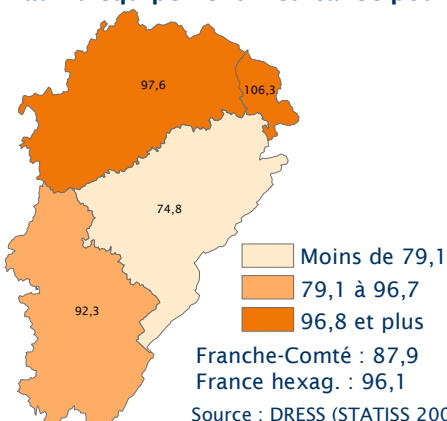 97,6
106,3
74,8
92,3
Moins de 79,1
79,1 à 96,7
96,8 et plus
Franche-Comté : 87,9
France hexag. : 96,1
Source : DRESS (STATISS